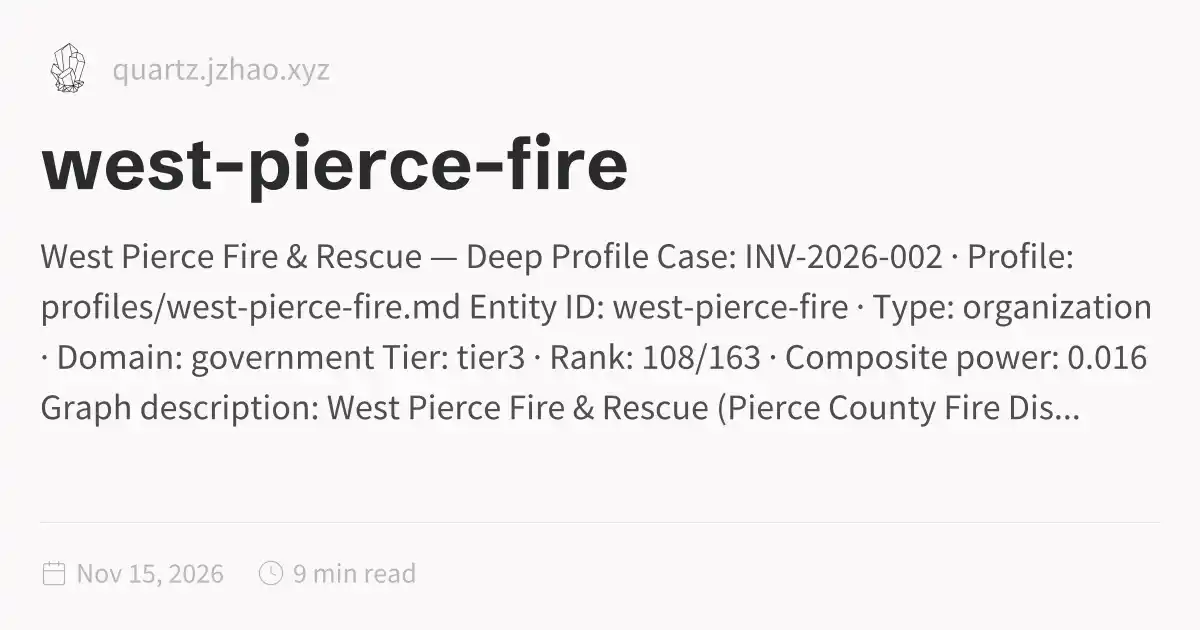 quartz.jzhao.xyz
west-pierce-fire
West Pierce Fire & Rescue — Deep Profile Case: INV-2026-002 · Profile:
profiles/west-pierce-fire.md Entity ID: west-pierce-fire · Type: organization
· Domain: government Tier: tier3 · Rank: 108/163 · Composite power: 0.016
Graph description: West Pierce Fire & Rescue (Pierce County Fire Dis...
Nov 15, 2026 9 min read